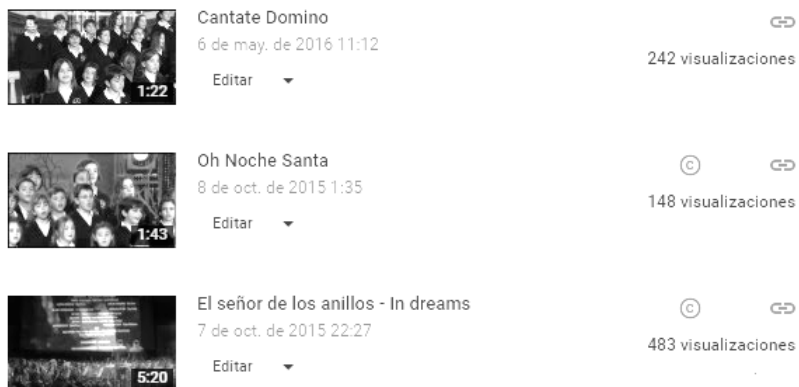 Cantate Domino
6 de may. de 2016 11:12
242 visualizaciones
Editar
1:22
Oh Noche Santa
8 de oct. de 2015 1:35
148 visualizaciones
Editar
1:43
El señor de los anillos - In dreams
7 de oct. de 2015 22:27
483 visualizaciones
Editar
5:20